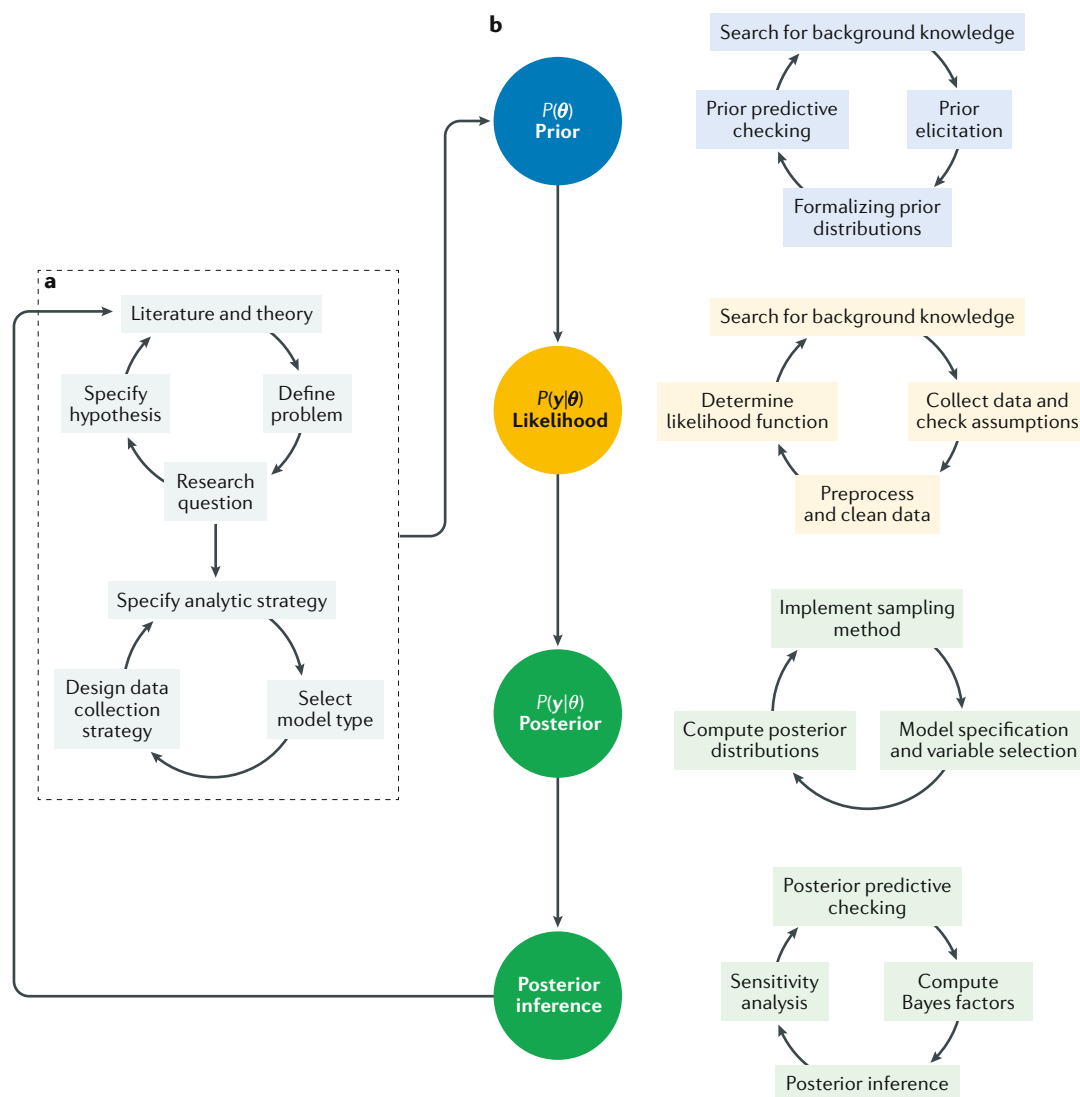 a
Literature and theory
Define
problem
Research
question
Specify
hypothesis
Specify analytic strategy
Select
model type
Design data
collection
strategy
b
P(θ)
Prior
P(y|θ)
Likelihood
P(y|θ)
Posterior
Posterior
inference
Search for background knowledge
Prior
elicitation
Formalizing prior
distributions
Prior predictive
checking
Search for background knowledge
Collect data and
check assumptions
Preprocess
and clean data
Determine
likelihood function
Implement sampling
method
Model specification
and variable selection
Compute posterior
distributions
Posterior predictive
checking
Compute
Bayes factors
Posterior inference
Sensitivity
analysis